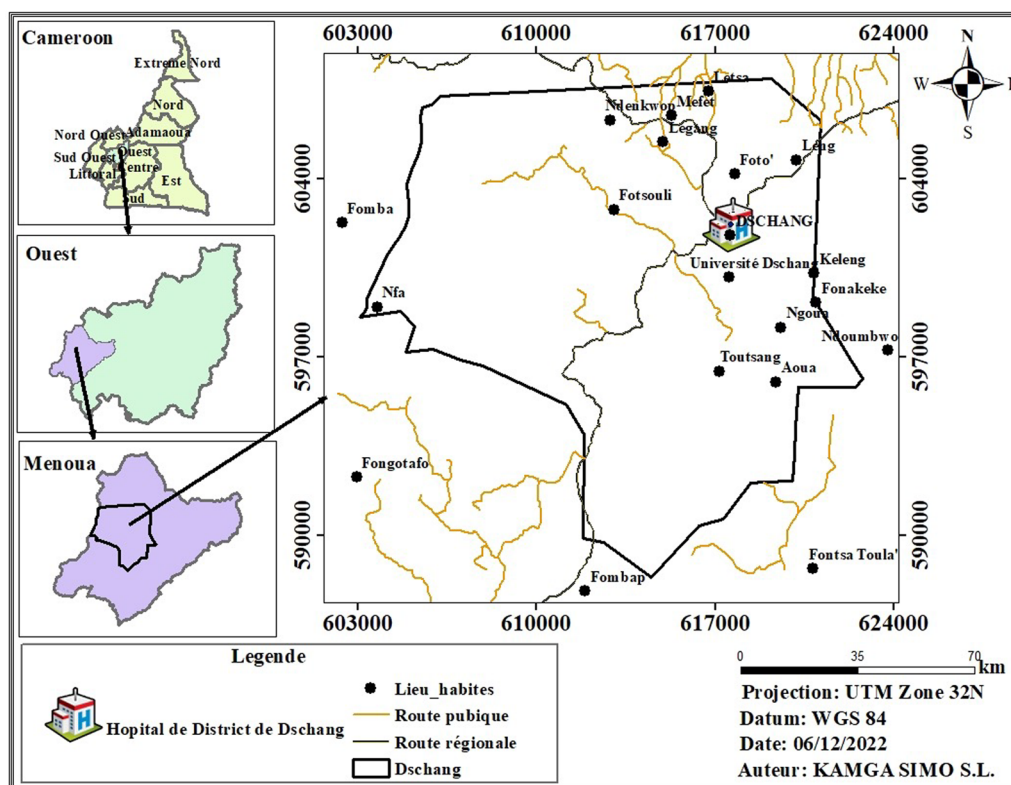 Cameroon
Extreme Nord
Nord
Adamaoua
Nord Ouest
Ouest
Sud Ouest
Centre
Littoral
Est
Sud
Ouest
Menoua
603000 610000 617000 624000
N
W
S
604000
597000
590000
604000
597000
590000
Letsa
Ndenkwop
Mefet
Legang
Leng
Foto'
Fomba
Fotsouli
H
DSCHANG
Université Dschang
Keleng
Nfa
Fonakeke
Ngoua
Ndoumbwo
Toutsang
Aoua
Fongotafo
Fontsa Toula'
Fombap
603000 610000 617000 624000
Legende
H
Hopital de District de Dschang
Lieu_habites
Route pubique
Route régionale
Dschang
0 35 70
km
Projection: UTM Zone 32N
Datum: WGS 84
Date: 06/12/2022
Auteur: KAMGA SIMO S.L.